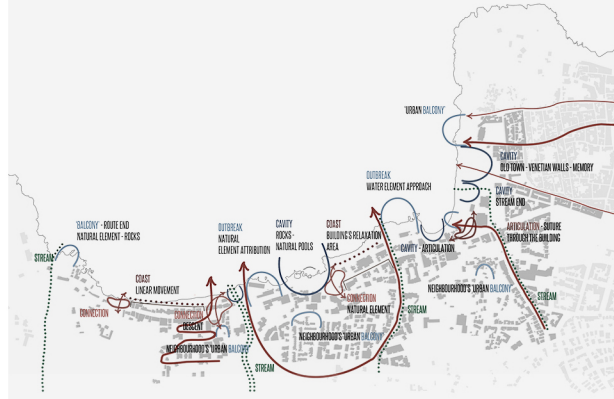 'URBAN BALCONY'
CAVITY
OLD TOWN - VENETIAN WALLS - MEMORY
OUTBREAK
WATER ELEMENT APPROACH
CAVITY
STREAM END
'BALCONY' - ROUTE END
NATURAL ELEMENT - ROCKS
OUTBREAK
NATURAL
ELEMENT ATTRIBUTION
CAVITY
ROCKS -
NATURAL POOLS
COAST
BUILDING'S RELAXATION
AREA
CAVITY - ARTICULATION
ARTICULATION - SUTURE
THROUGH THE BUILDING
STREAM
COAST
LINEAR MOVEMENT
CONNECTION
CONNECTION
DESCENT
CONNECTION
NATURAL ELEMENT
STREAM
NEIGHBOURHOOD'S 'URBAN BALCONY'
STREAM
NEIGHBOURHOOD'S 'URBAN BALCONY'
NEIGHBOURHOOD'S 'URBAN BALCONY'
STREAM